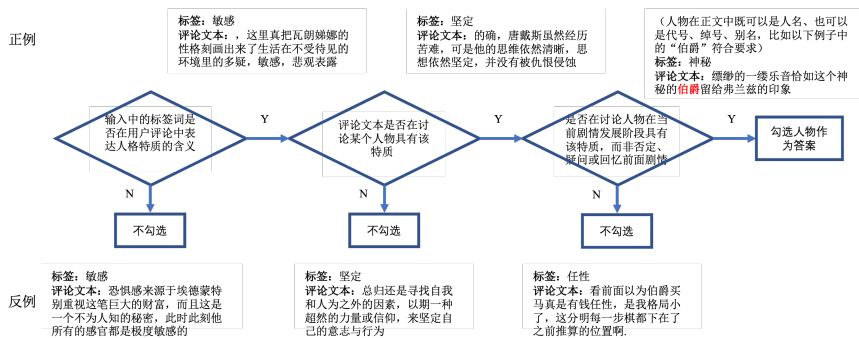 正例
标签：敏感
评论文本：，这里真把瓦朗娣娜的
性格刻画出来了生活在不受待见的
环境里的多疑，敏感，悲观表露
标签：坚定
评论文本：的确，唐戴斯虽然经历
苦难，可是他的思维依然清晰，思
想依然坚定，并没有被仇恨侵蚀
（人物在正文中既可以是人名、也可以
是代号、绰号、别名，比如以下例子中
的“伯爵”符合要求）
标签：神秘
评论文本：缥缈的一缕乐音恰如这个神
秘的伯爵留给弗兰兹的印象
输入中的标签词是
否在用户评论中表
达人格特质的含义
Y
评论文本是否在讨
论某个人物具有该
特质
Y
是否在讨论人物在当
前剧情发展阶段具有
该特质，而非否定、
疑问或回忆前面剧情
Y
勾选人物作
为答案
N
N
N
不勾选
不勾选
不勾选
反例
标签：敏感
评论文本：恐惧感来源于埃德蒙特
别重视这笔巨大的财富，而且这是
一个不为人知的秘密，此时此刻他
所有的感官都是极度敏感的
标签：坚定
评论文本：总归还是寻找自我
和人为之外的因素，以期一种
超然的力量或信仰，来坚定自
己的意志与行为
标签：任性
评论文本：看前面以为伯爵买
马真是有钱任性，是我格局小
了，这分明每一步棋都下在了
之前推算的位置啊.